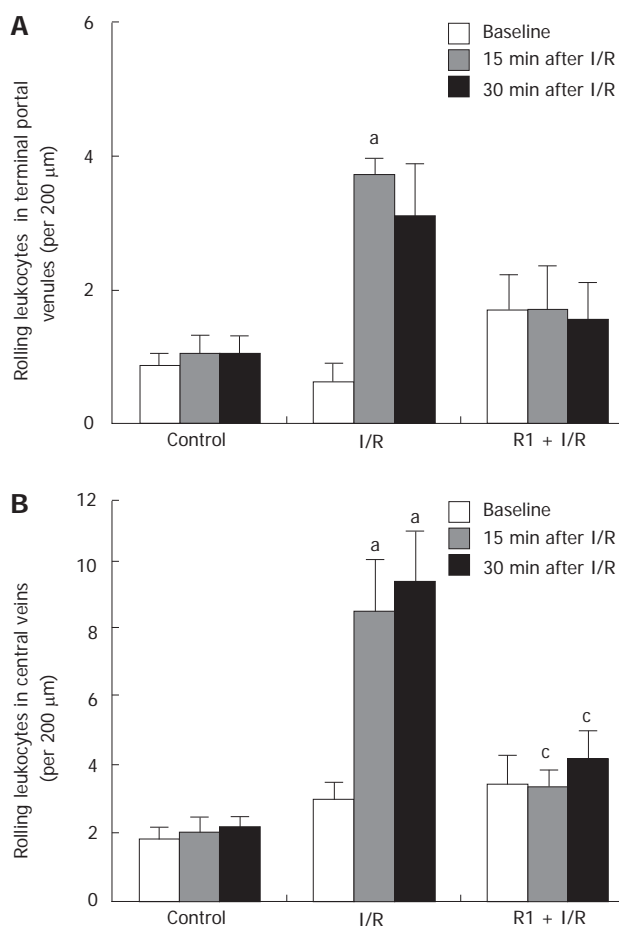 A
Rolling leukocytes in terminal portal
venules (per 200 μm)
6
4
2
0
Baseline
15 min after I/R
30 min after I/R
a
Control
I/R
R1 + I/R
B
Rolling leukocytes in central veins
(per 200 μm)
12
10
8
6
4
2
0
Baseline
15 min after I/R
30 min after I/R
a
a
c
c
Control
I/R
R1 + I/R